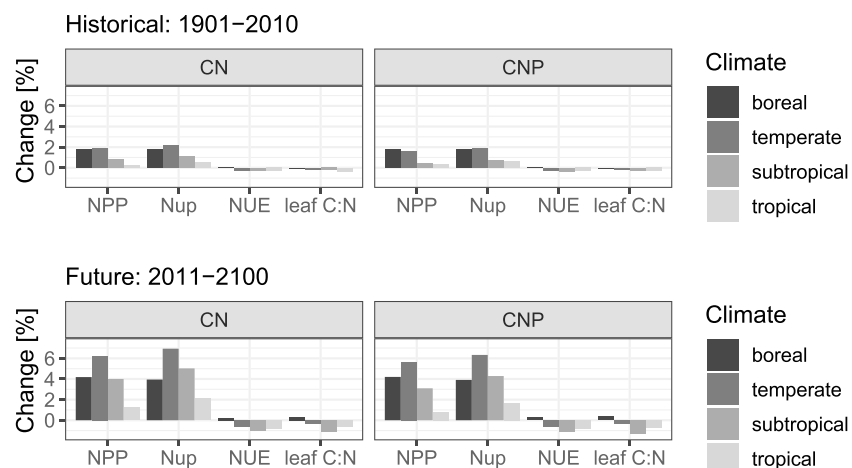 Historical: 1901−2010
CN
CNP
Change [%]
6
4
2
0
NPP Nup NUE leaf C:N
NPP Nup NUE leaf C:N
Climate
boreal
temperate
subtropical
tropical
Future: 2011−2100
CN
CNP
Change [%]
6
4
2
0
NPP Nup NUE leaf C:N
NPP Nup NUE leaf C:N
Climate
boreal
temperate
subtropical
tropical